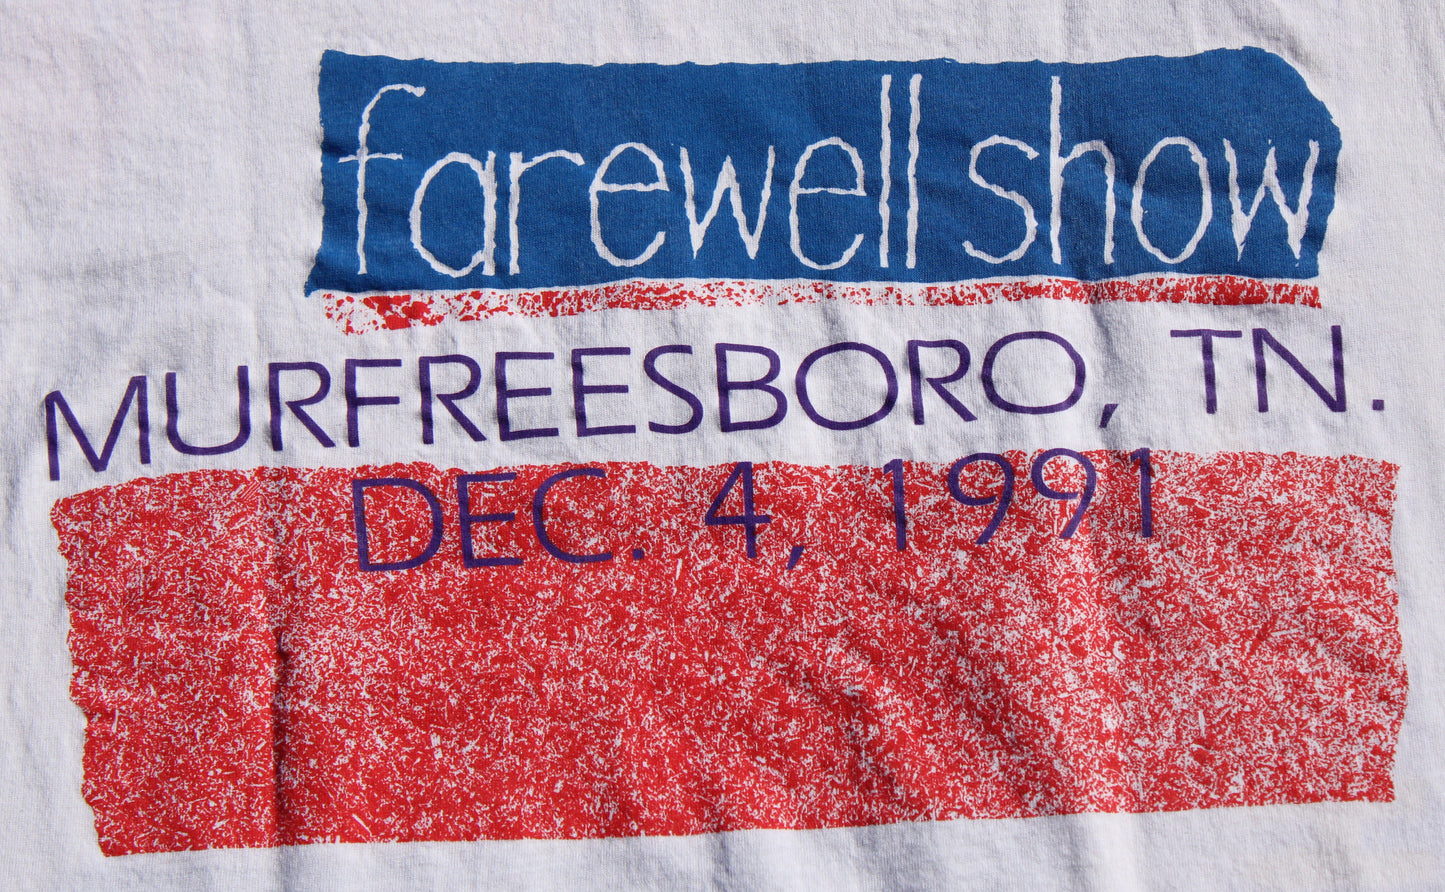 farewell show
MURFREESBORO, TN.
DEC. 4, 1991